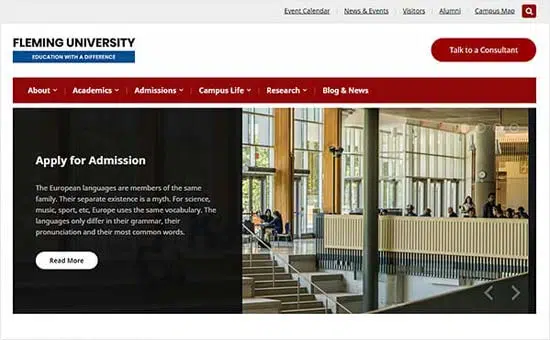 Event Calendar News & Events Visitors Alumni Campus Map
FLEMING UNIVERSITY
EDUCATION WITH A DIFFERENCE
Talk to a Consultant
About Academics Admissions Campus Life Research Blog & News
Apply for Admission
The European languages are members of the same
family. Their separate existence is a myth. For science,
music, sport, etc, Europe uses the same vocabulary. The
languages only differ in their grammar, their
pronunciation and their most common words.
Read More